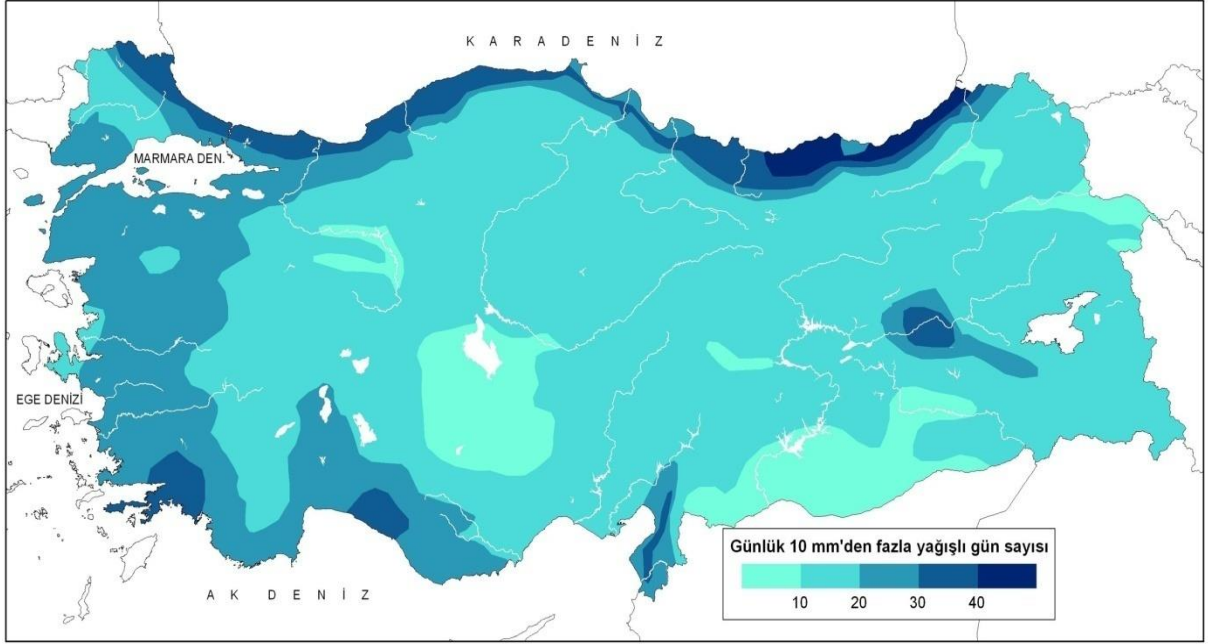 K A R A D E N İ Z
MARMARA DEN.
EGE DENİZİ
A K D E N İ Z
Günlük 10 mm'den fazla yağışlı gün sayısı
10 20 30 40